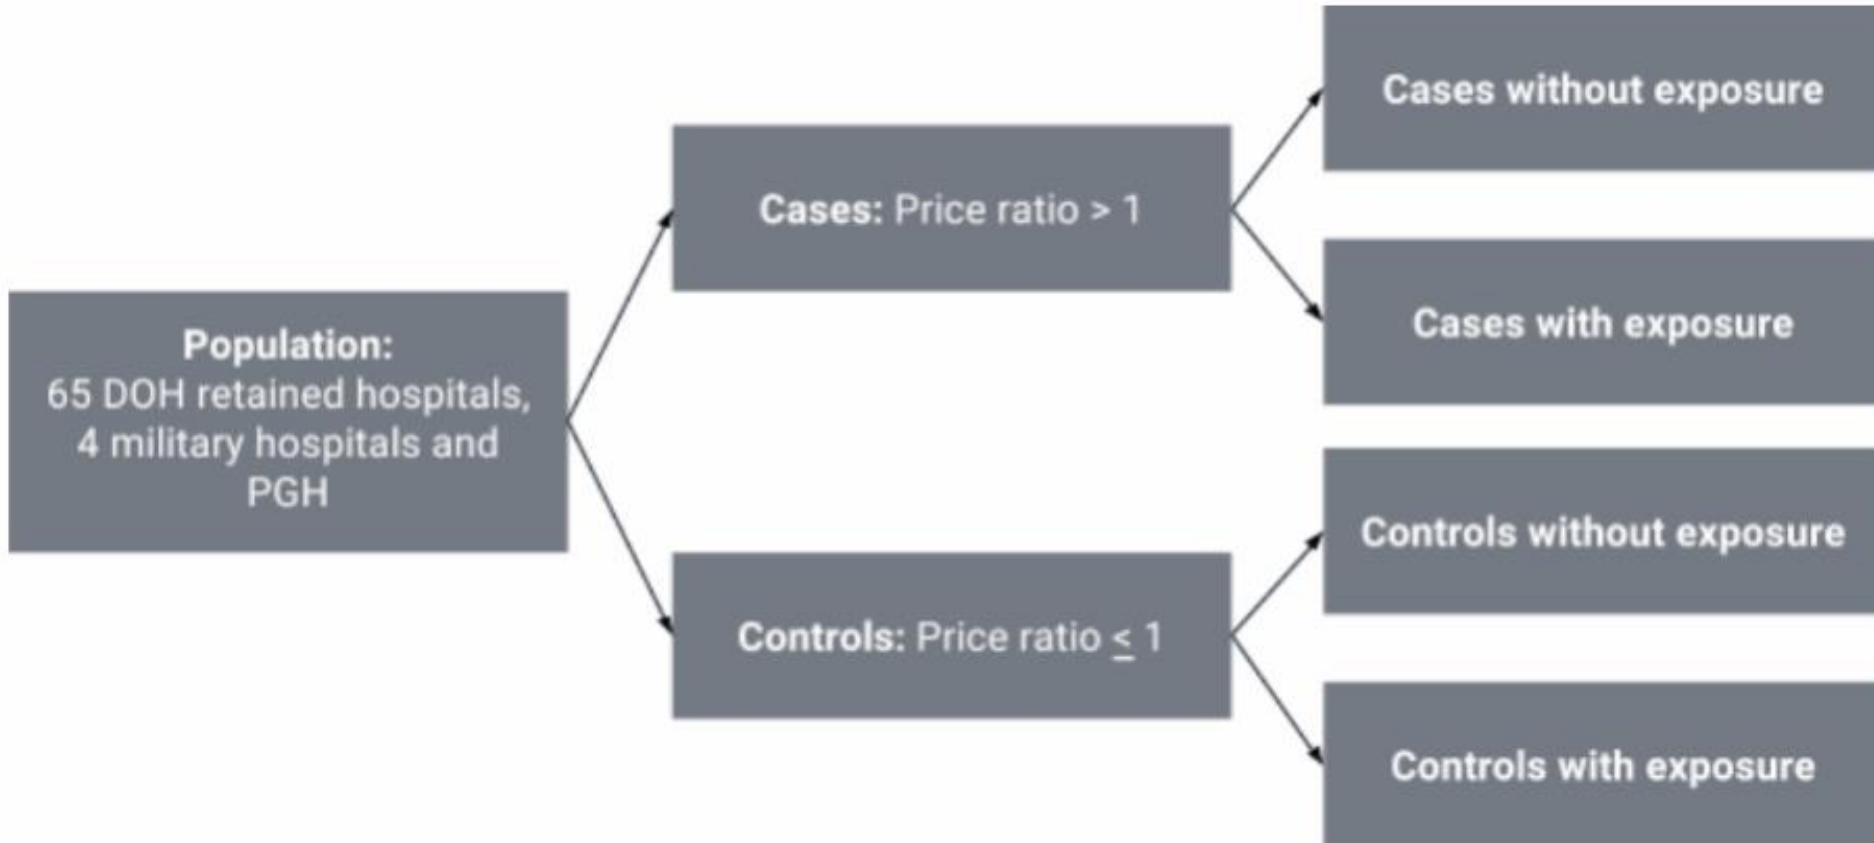 Population:
65 DOH retained hospitals,
4 military hospitals and
PGH
Cases: Price ratio > 1
Controls: Price ratio ≤ 1
Cases without exposure
Cases with exposure
Controls without exposure
Controls with exposure